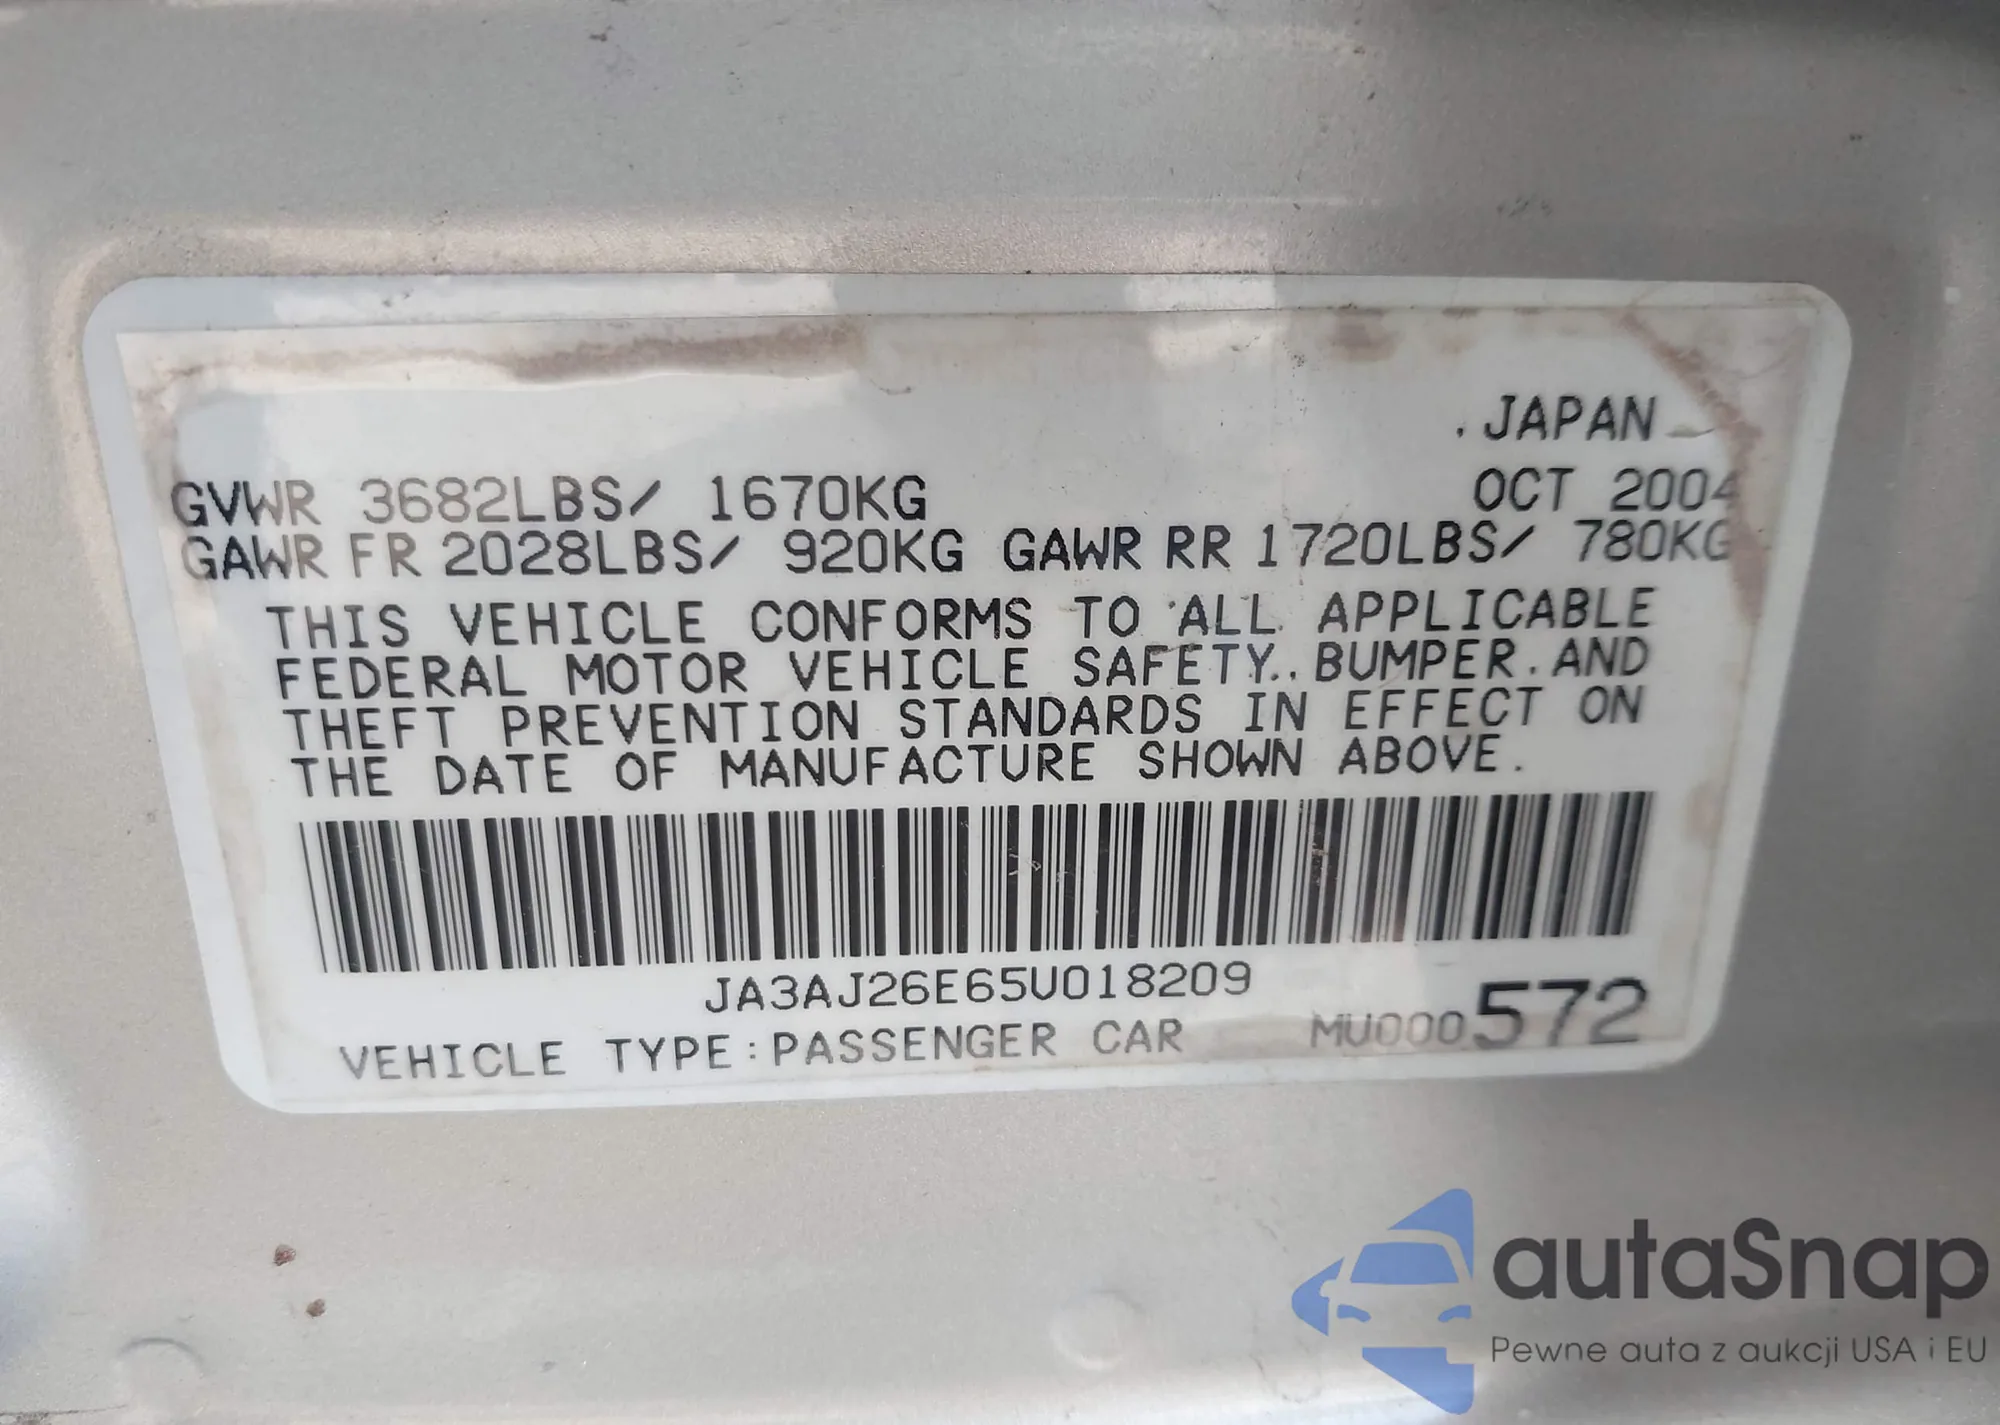 JAPAN
GVWR 3682LBS/ 1670KG OCT 2004
GAWR FR 2028LBS/ 920KG GAWR RR 1720LBS/ 780KG
THIS VEHICLE CONFORMS TO ALL APPLICABLE
FEDERAL MOTOR VEHICLE SAFETY, BUMPER, AND
THEFT PREVENTION STANDARDS IN EFFECT ON
THE DATE OF MANUFACTURE SHOWN ABOVE.
JA3AJ26E65U018209
VEHICLE TYPE:PASSENGER CAR MU000572
autaSnap
Pewne auta z aukcji USA i EU